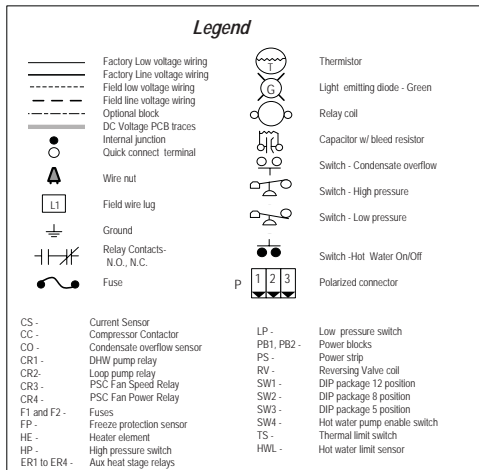 Legend
Factory Low voltage wiring
Factory Line voltage wiring
Field low voltage wiring
Field line voltage wiring
Optional block
DC Voltage PCB traces
Internal junction
Quick connect terminal
Wire nut
L1 Field wire lug
Ground
Relay Contacts-
N.O., N.C.
Fuse
T Thermistor
G Light emitting diode - Green
Relay coil
Capacitor w/ bleed resistor
Switch - Condensate overflow
Switch - High pressure
Switch - Low pressure
Switch -Hot Water On/Off
P 1 2 3 Polarized connector
CS - Current Sensor
CC - Compressor Contactor
CO - Condensate overflow sensor
CR1 - DHW pump relay
CR2- Loop pump relay
CR3 - PSC Fan Speed Relay
CR4 - PSC Fan Power Relay
F1 and F2 - Fuses
FP - Freeze protection sensor
HE - Heater element
HP - High pressure switch
ER1 to ER4 - Aux heat stage relays
LP - Low pressure switch
PB1, PB2 - Power blocks
PS - Power strip
RV - Reversing Valve coil
SW1 - DIP package 12 position
SW2 - DIP package 8 position
SW3 - DIP package 5 position
SW4 - Hot water pump enable switch
TS - Thermal limit switch
HWL - Hot water limit sensor